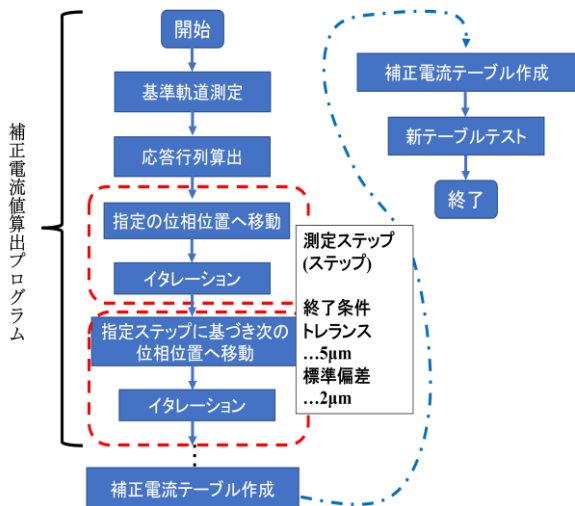 補正電流値算出プログラム
開始
基準軌道測定
応答行列算出
指定の位相位置へ移動
イタレーション
指定ステップに基づき次の
位相位置へ移動
イタレーション
補正電流テーブル作成
測定ステップ
(ステップ)
終了条件
トレランス
…5μm
標準偏差
…2μm
補正電流テーブル作成
新テーブルテスト
終了